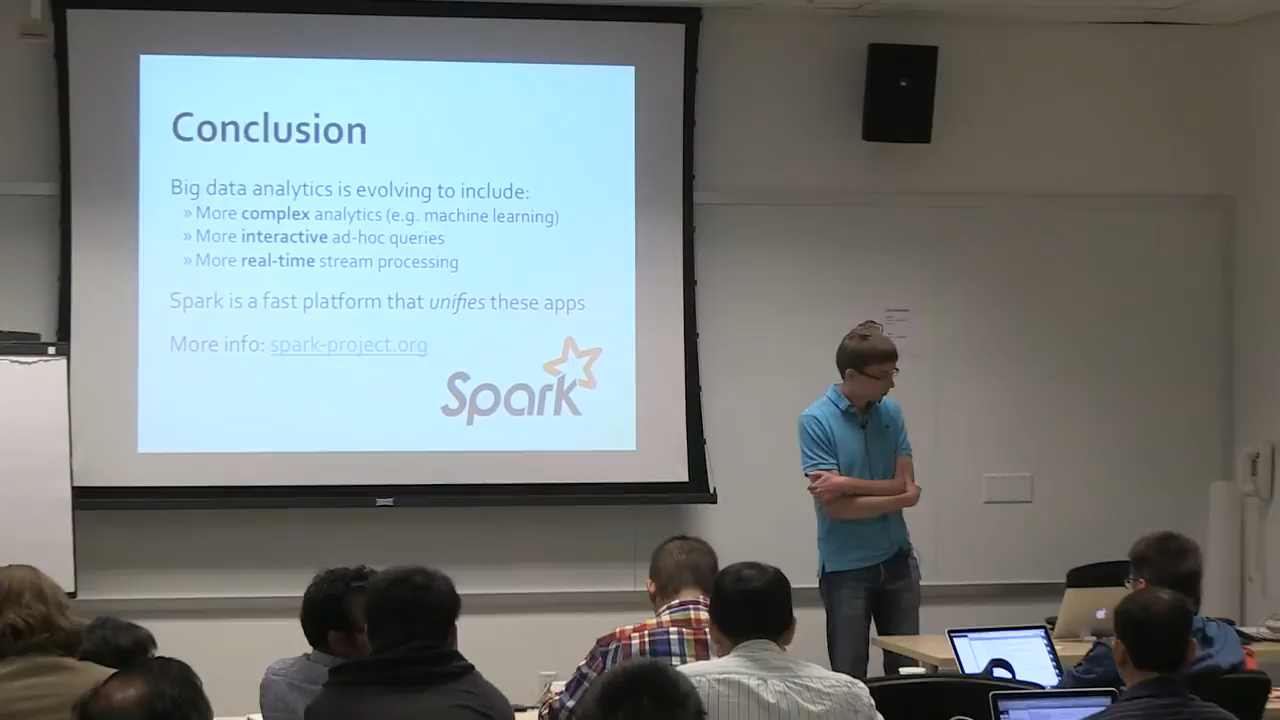 Conclusion
Big data analytics is evolving to include:
» More complex analytics (e.g. machine learning)
» More interactive ad-hoc queries
» More real-time stream processing
Spark is a fast platform that unifies these apps
More info: spark-project.org
Spark